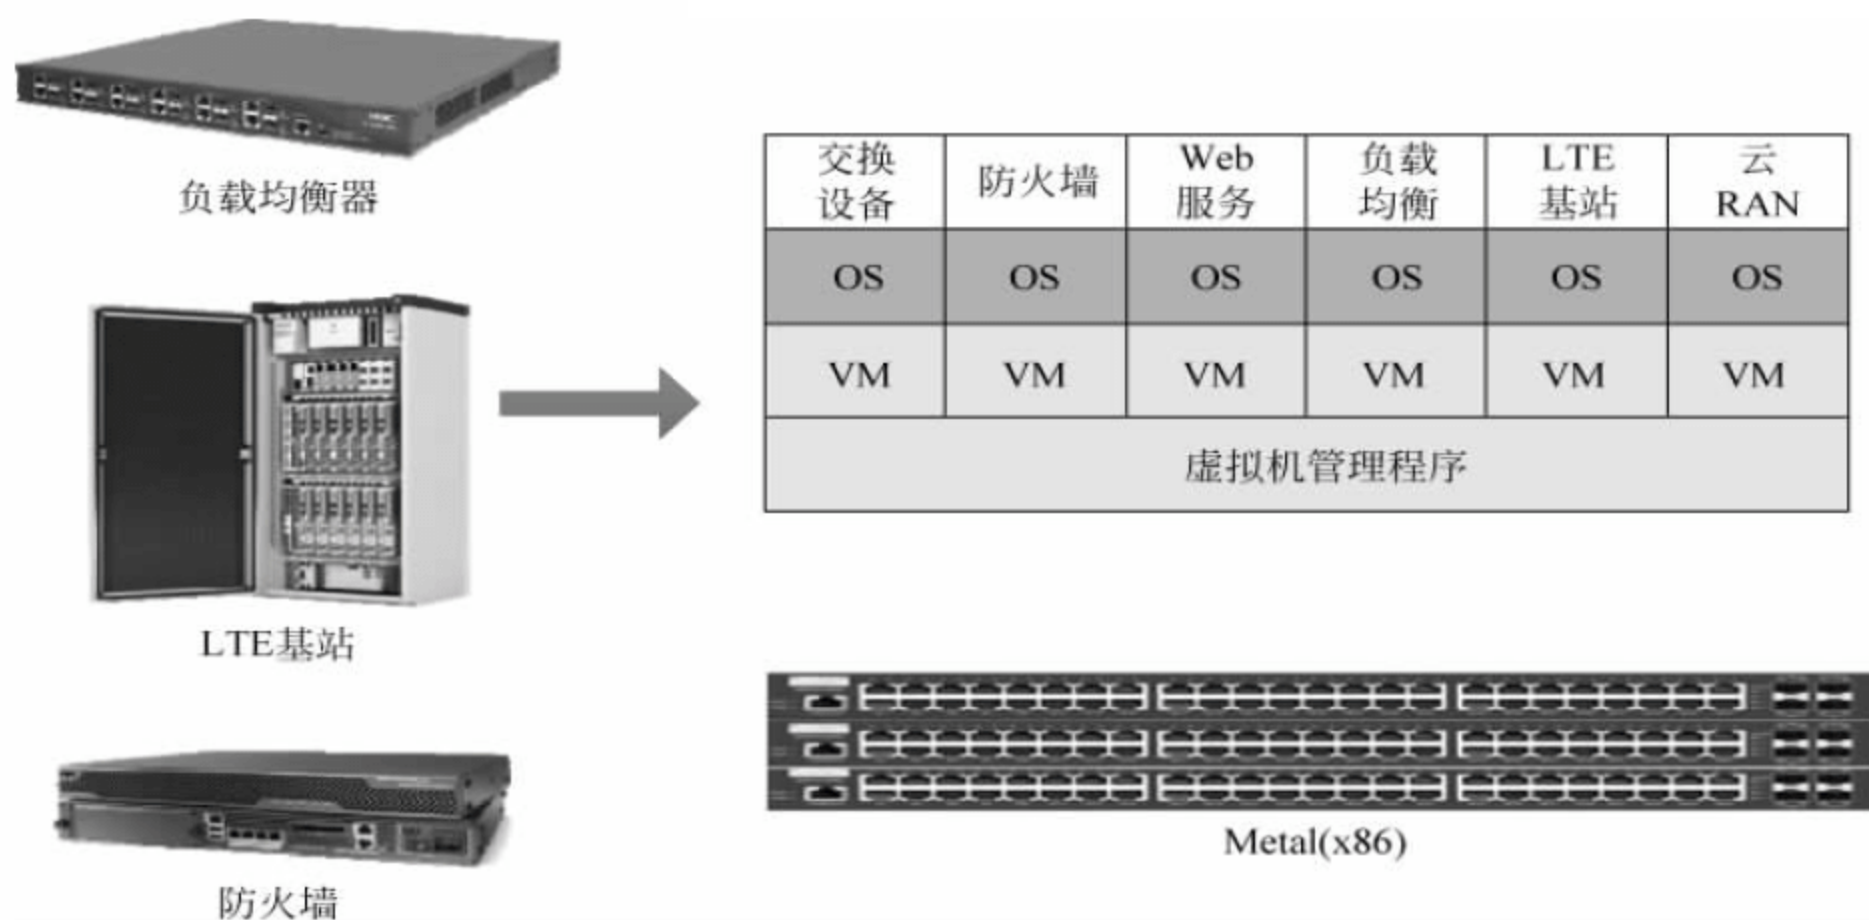 负载均衡器
LTE基站
防火墙
交换
设备
防火墙
Web
服务
负载
均衡
LTE
基站
云
RAN
OS OS OS OS OS OS
VM VM VM VM VM VM
虚拟机管理程序
Metal(x86)